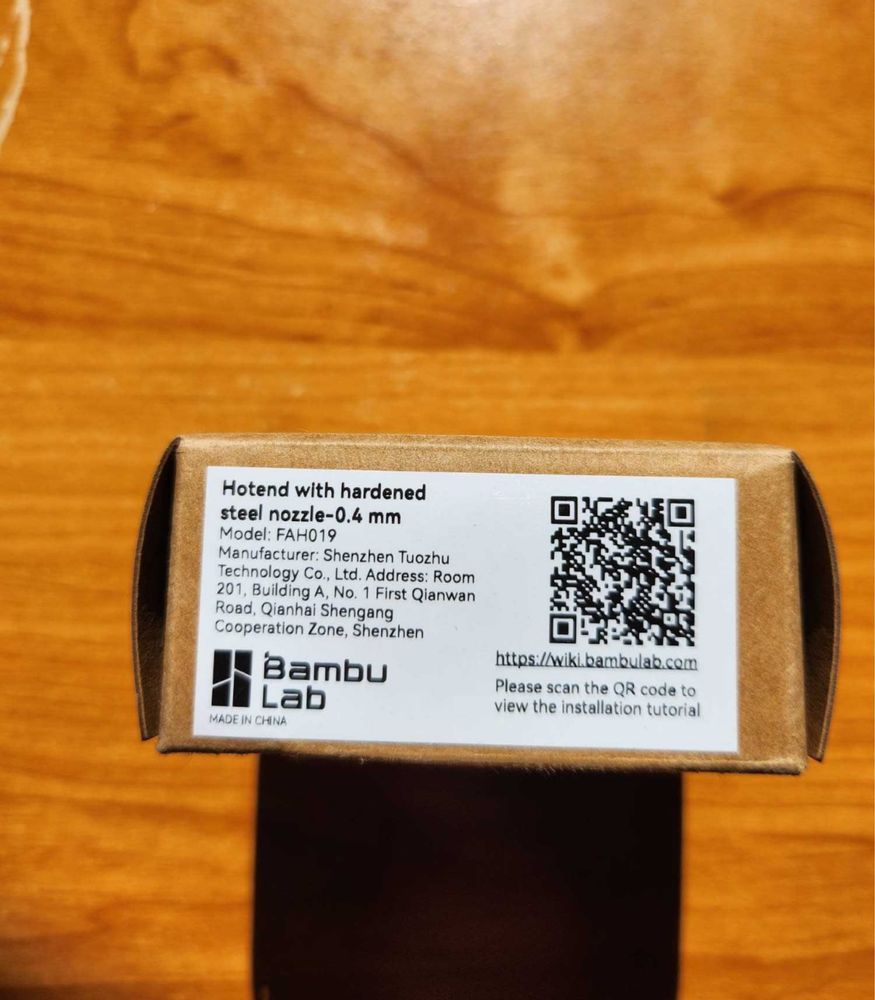 Hotend with hardened
steel nozzle-0.4 mm
Model: FAH019
Manufacturer: Shenzhen Tuozhu
Technology Co., Ltd. Address: Room
201, Building A, No. 1 First Qianwan
Road, Qianhai Shengang
Cooperation Zone, Shenzhen
Bambu
Lab
MADE IN CHINA
https://wiki.bambulab.com
Please scan the QR code to
view the installation tutorial